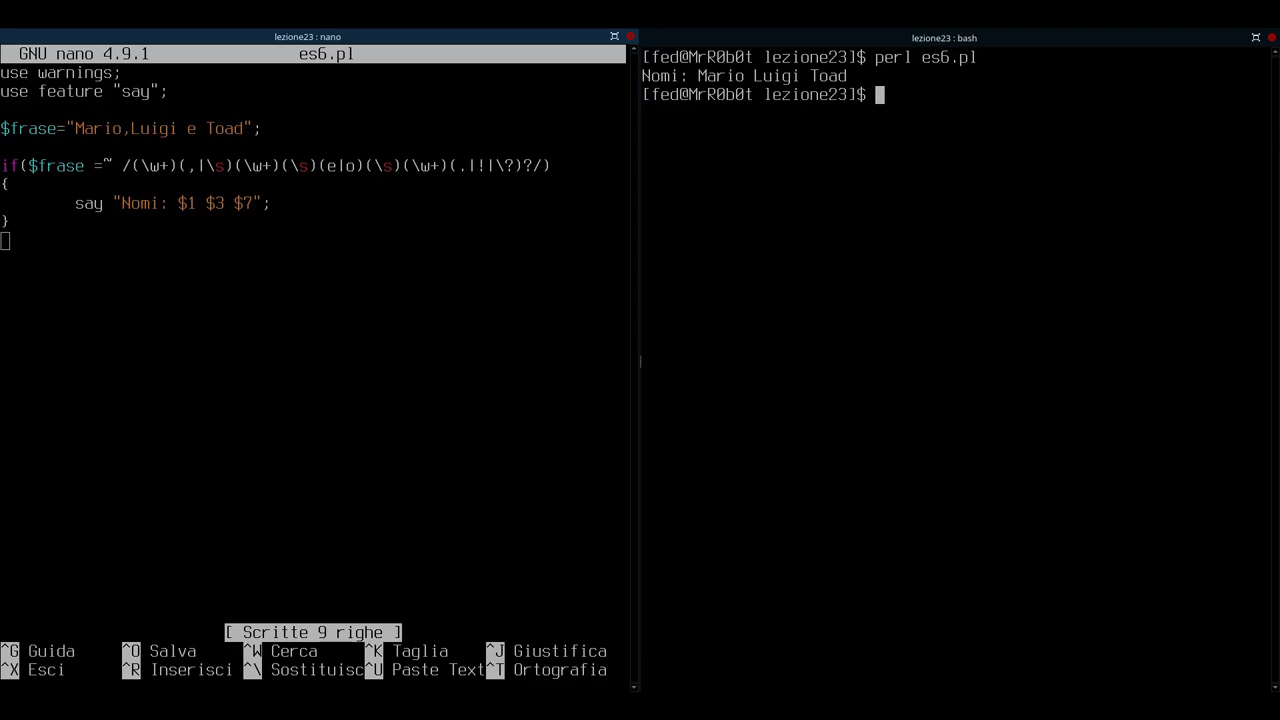 lezione23 : nano
GNU nano 4.9.1 es6.pl
use warnings;
use feature "say";
$frase="Mario,Luigi e Toad";
if($frase =~ /(\w+)(,|\s)(\w+)(\s)(e|o)(\s)(\w+)(.|!|\?)?/)
{
say "Nomi: $1 $3 $7";
}
[ Scritte 9 righe ]
^G Guida ^O Salva ^W Cerca ^K Taglia ^J Giustifica
^X Esci ^R Inserisci ^\ Sostituisc^U Paste Text^T Ortografia
lezione23 : bash
[fed@MrR0b0t lezione23]$ perl es6.pl
Nomi: Mario Luigi Toad
[fed@MrR0b0t lezione23]$